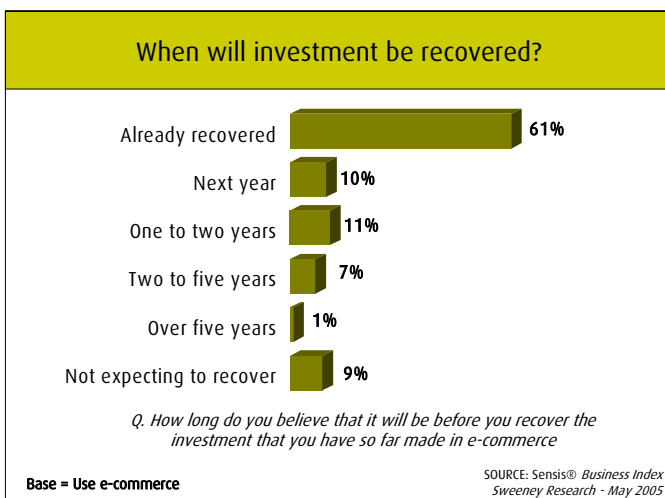 When will investment be recovered?
Already recovered 61%
Next year 10%
One to two years 11%
Two to five years 7%
Over five years 1%
Not expecting to recover 9%
Q. How long do you believe that it will be before you recover the
investment that you have so far made in e-commerce
Base = Use e-commerce
SOURCE: Sensis® Business Index
Sweeney Research - May 2005